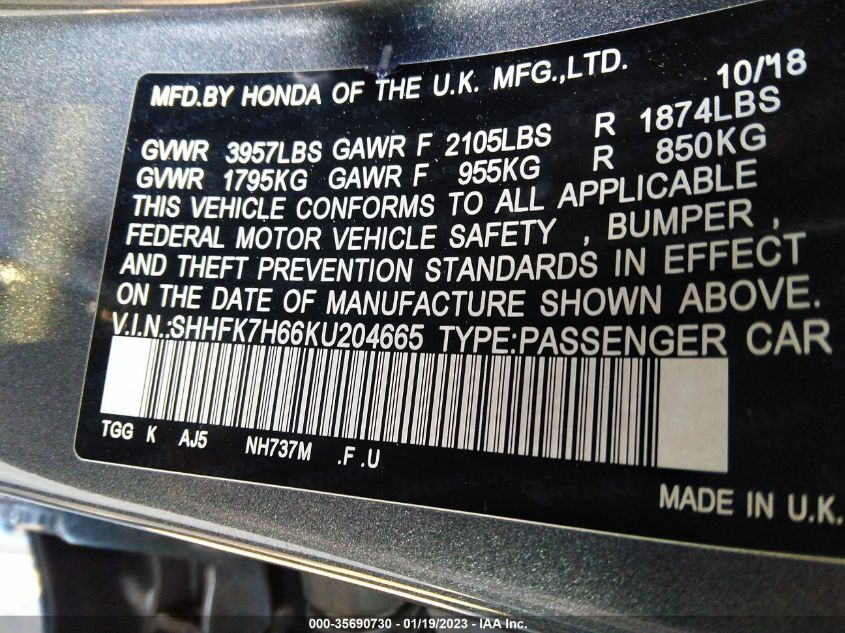 MFD.BY HONDA OF THE U.K. MFG.,LTD. 10/18
GVWR 3957LBS GAWR F 2105LBS R 1874LBS
GVWR 1795KG GAWR F 955KG R 850KG
THIS VEHICLE CONFORMS TO ALL APPLICABLE
FEDERAL MOTOR VEHICLE SAFETY , BUMPER ,
AND THEFT PREVENTION STANDARDS IN EFFECT
ON THE DATE OF MANUFACTURE SHOWN ABOVE.
V.I.N.:SHHFK7H66KU204665 TYPE:PASSENGER CAR
TGG K AJ5 NH737M .F .U
MADE IN U.K.
000-35690730 - 01/19/2023 - IAA Inc.